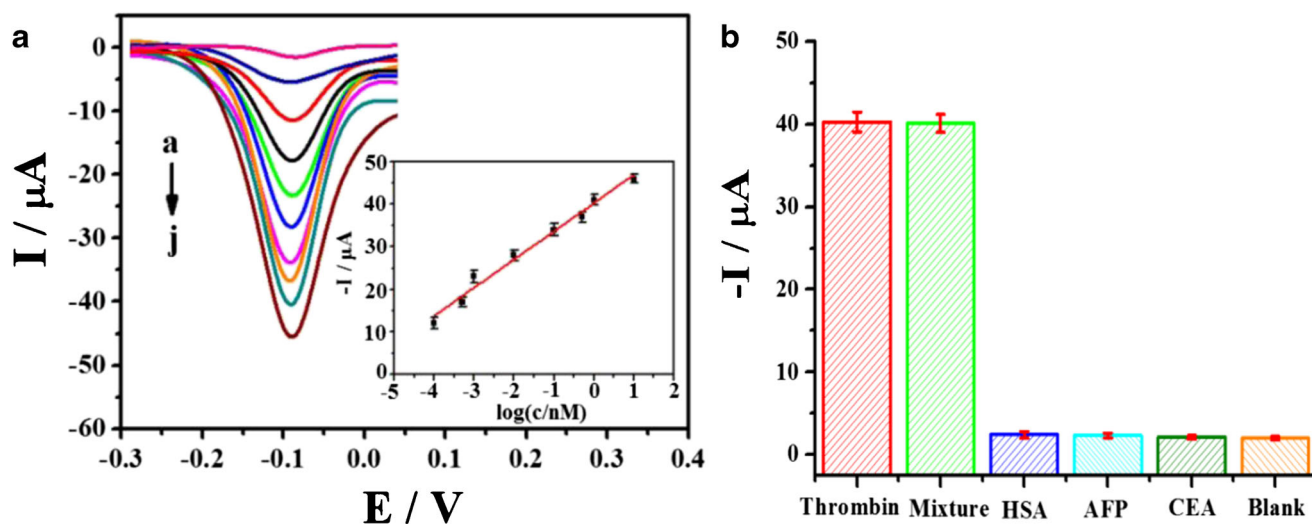 a
0
-10
-20
-30
-40
-50
-60
I / μA
a
j
-0.3 -0.2 -0.1 0.0 0.1 0.2 0.3 0.4
E / V
50
40
30
20
10
0
-I / μA
-5 -4 -3 -2 -1 0 1 2
log(c/nM)
b
50
40
30
20
10
0
-I / μA
Thrombin Mixture HSA AFP CEA Blank